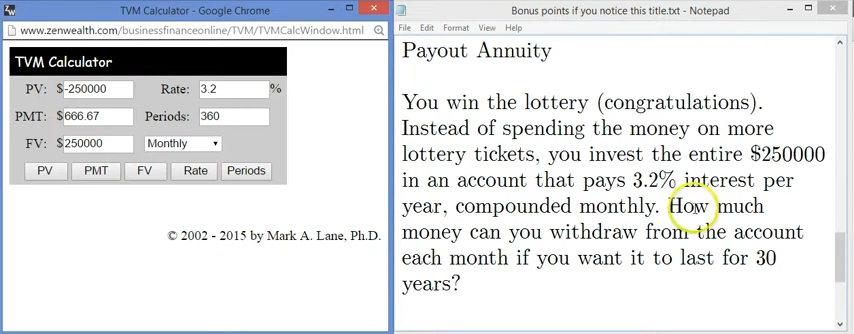 TVM Calculator - Google Chrome
www.zenwealth.com/businessfinanceonline/TVM/TVMCalcWindow.html
TVM Calculator
PV: $-250000 Rate: 3.2 %
PMT: $666.67 Periods: 360
FV: $250000 Monthly
PV PMT FV Rate Periods
© 2002 - 2015 by Mark A. Lane, Ph.D.
Bonus points if you notice this title.txt - Notepad
File Edit Format View Help
Payout Annuity
You win the lottery (congratulations).
Instead of spending the money on more
lottery tickets, you invest the entire $250000
in an account that pays 3.2% interest per
year, compounded monthly. How much
money can you withdraw from the account
each month if you want it to last for 30
years?